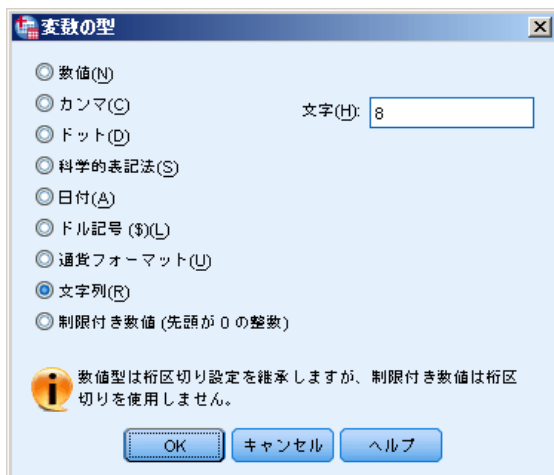 変数の型
数値(N)
カンマ(C)
文字(H): 8
ドット(D)
科学的表記法(S)
日付(A)
ドル記号 ($)(L)
通貨フォーマット(U)
文字列(R)
制限付き数値 (先頭が 0 の整数)
数値型は桁区切り設定を継承しますが、制限付き数値は桁区
切りを使用しません。
OK キャンセル ヘルプ